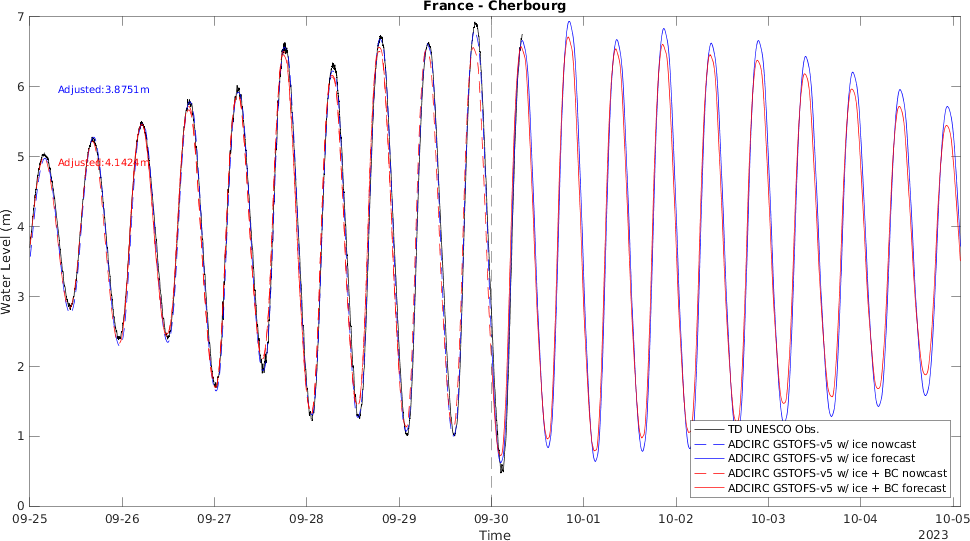 France - Cherbourg
Water Level (m)
7
6
5
4
3
2
1
0
Adjusted:3.8751m
Adjusted:4.1424m
TD UNESCO Obs.
ADCIRC GSTOFS-v5 w/ ice nowcast
ADCIRC GSTOFS-v5 w/ ice forecast
ADCIRC GSTOFS-v5 w/ ice + BC nowcast
ADCIRC GSTOFS-v5 w/ ice + BC forecast
09-25 09-26 09-27 09-28 09-29 09-30 10-01 10-02 10-03 10-04 10-05
Time
2023